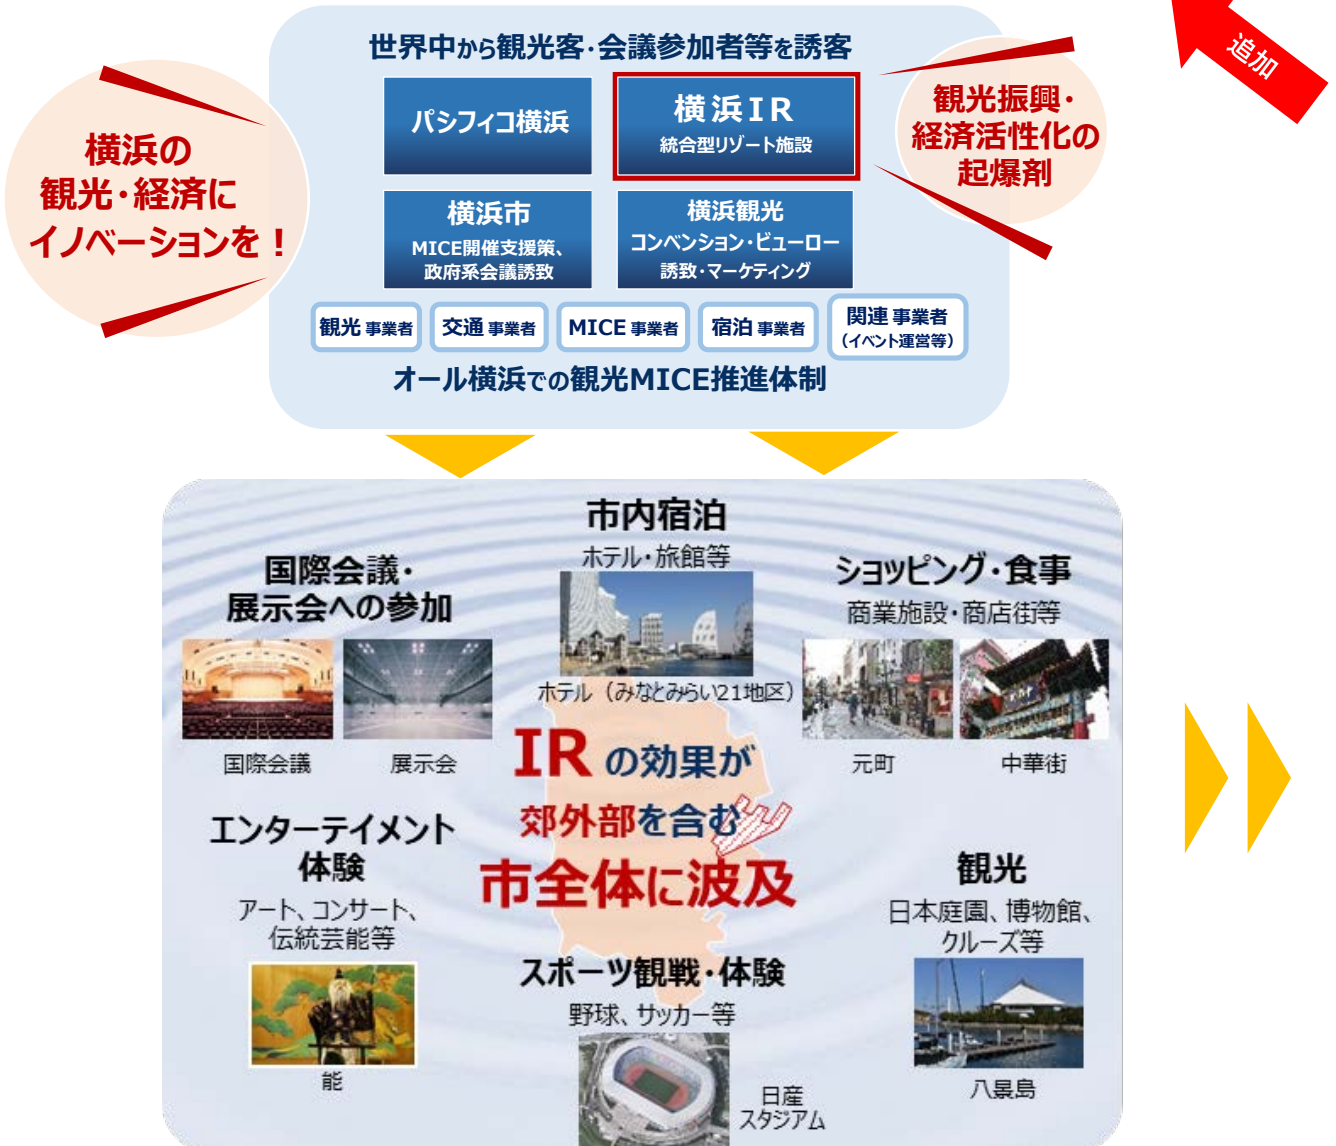 追加
世界中から観光客・会議参加者等を誘客
横浜の
観光・経済に
イノベーションを！
パシフィコ横浜
横浜IR
統合型リゾート施設
観光振興・
経済活性化の
起爆剤
横浜市
MICE開催支援策、
政府系会議誘致
横浜観光
コンベンション・ビューロー
誘致・マーケティング
観光 事業者
交通 事業者
MICE 事業者
宿泊 事業者
関連 事業者
（イベント運営等）
オール横浜での観光MICE推進体制
市内宿泊
ホテル・旅館等
ホテル（みなとみらい21地区）
国際会議・
展示会への参加
国際会議
展示会
ショッピング・食事
商業施設・商店街等
元町
中華街
IR の効果が
郊外部を含む
市全体に波及
エンターテイメント
体験
アート、コンサート、
伝統芸能等
能
スポーツ観戦・体験
野球、サッカー等
日産
スタジアム
観光
日本庭園、博物館、
クルーズ等
八景島